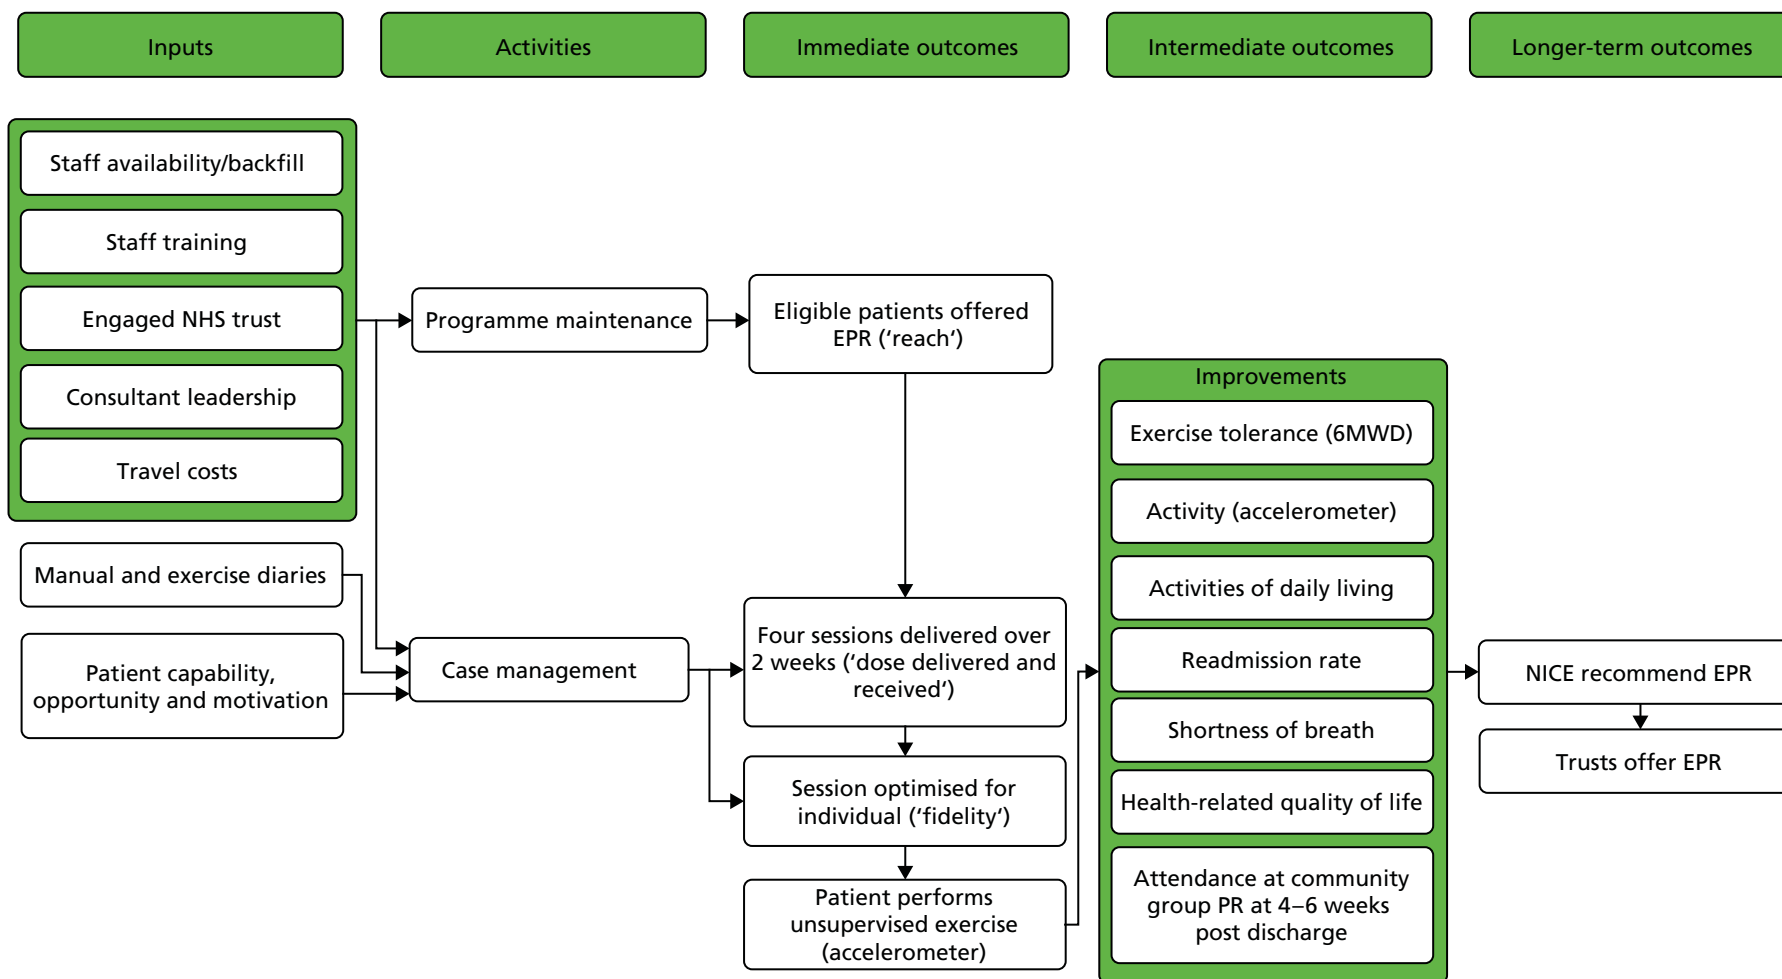 Inputs
Activities
Immediate outcomes
Intermediate outcomes
Longer-term outcomes
Staff availability/backfill
Staff training
Engaged NHS trust
Consultant leadership
Travel costs
Manual and exercise diaries
Patient capability,
opportunity and motivation
Programme maintenance
Case management
Eligible patients offered
EPR (‘reach‘)
Four sessions delivered over
2 weeks (‘dose delivered and
received‘)
Session optimised for
individual (‘fidelity‘)
Patient performs
unsupervised exercise
(accelerometer)
Improvements
Exercise tolerance (6MWD)
Activity (accelerometer)
Activities of daily living
Readmission rate
Shortness of breath
Health-related quality of life
Attendance at community
group PR at 4–6 weeks
post discharge
NICE recommend EPR
Trusts offer EPR